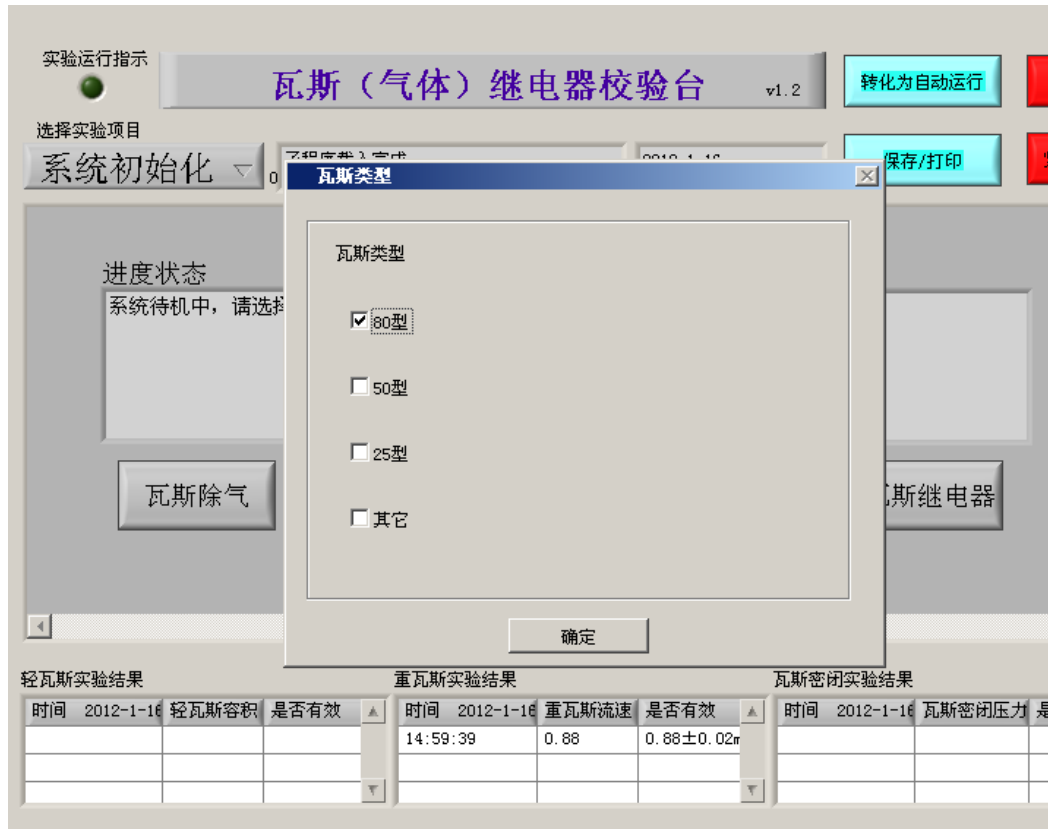 实验运行指示
瓦斯（气体）继电器校验台 v1.2
转化为自动运行
选择实验项目
系统初始化
保存/打印
瓦斯类型
瓦斯类型
80型
50型
25型
其它
确定
进度状态
系统待机中，请选择
瓦斯除气
斯继电器
轻瓦斯实验结果
重瓦斯实验结果
瓦斯密闭实验结果
时间 2012-1-16 轻瓦斯容积 是否有效
时间 2012-1-16 重瓦斯流速 是否有效
时间 2012-1-16 瓦斯密闭压力 是
14:59:39 0.88 0.88±0.02m